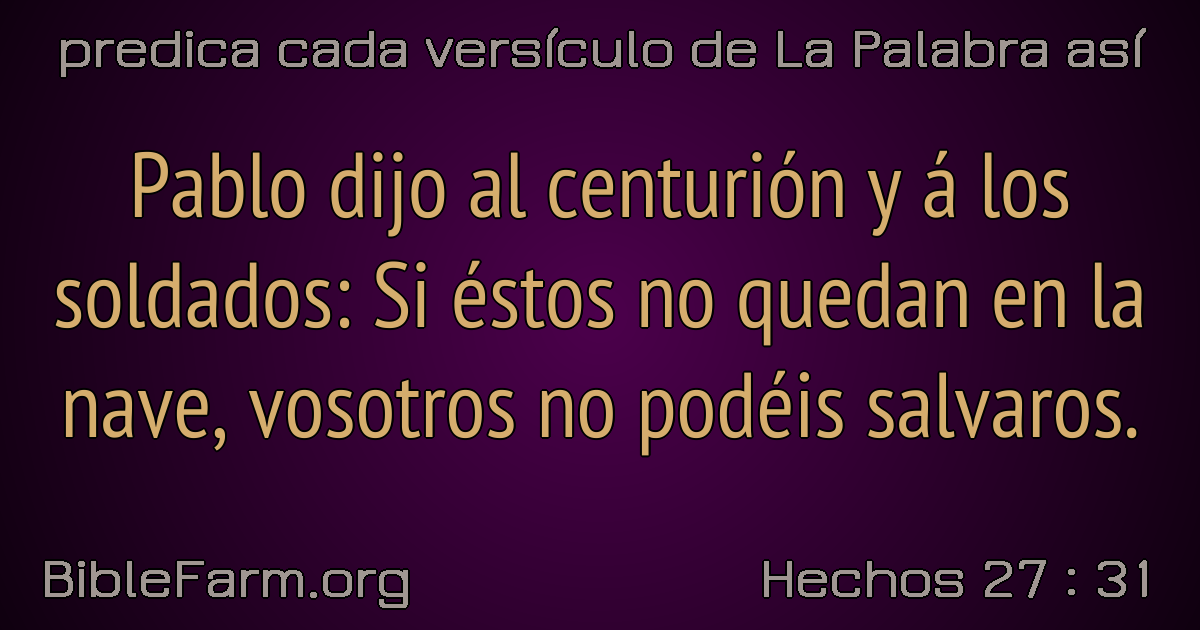 predica cada versículo de La Palabra así
Pablo dijo al centurión y á los
soldados: Si éstos no quedan en la
nave, vosotros no podéis salvaros.
BibleFarm.org
Hechos 27 : 31